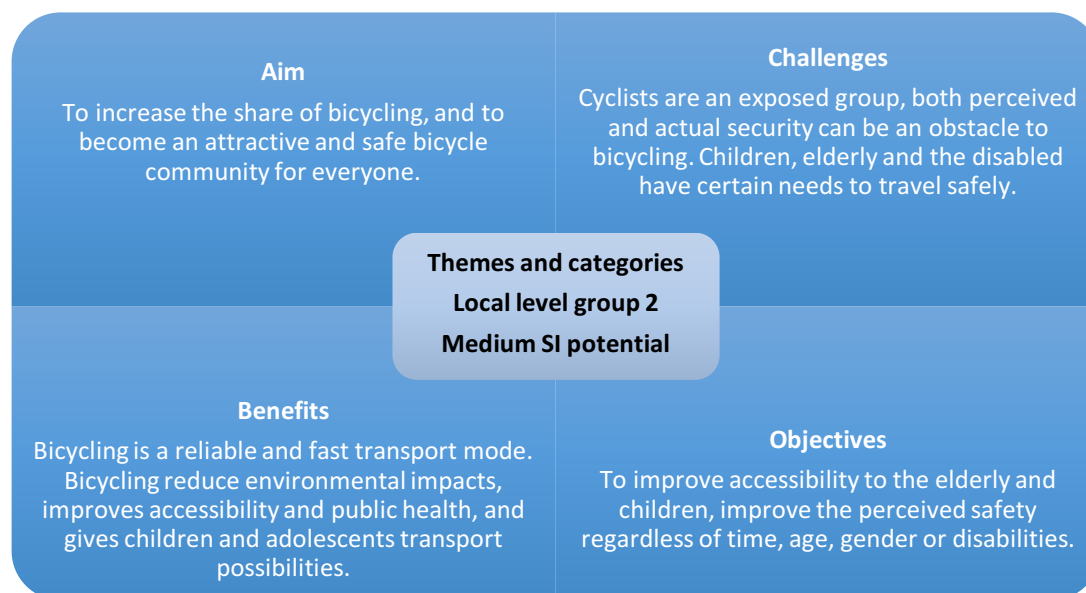 Aim
To increase the share of bicycling, and to
become an attractive and safe bicycle
community for everyone.
Challenges
Cyclists are an exposed group, both perceived
and actual security can be an obstacle to
bicycling. Children, elderly and the disabled
have certain needs to travel safely.
Themes and categories
Local level group 2
Medium SI potential
Benefits
Bicycling is a reliable and fast transport mode.
Bicycling reduce environmental impacts,
improves accessibility and public health, and
gives children and adolescents transport
possibilities.
Objectives
To improve accessibility to the elderly and
children, improve the perceived safety
regardless of time, age, gender or disabilities.